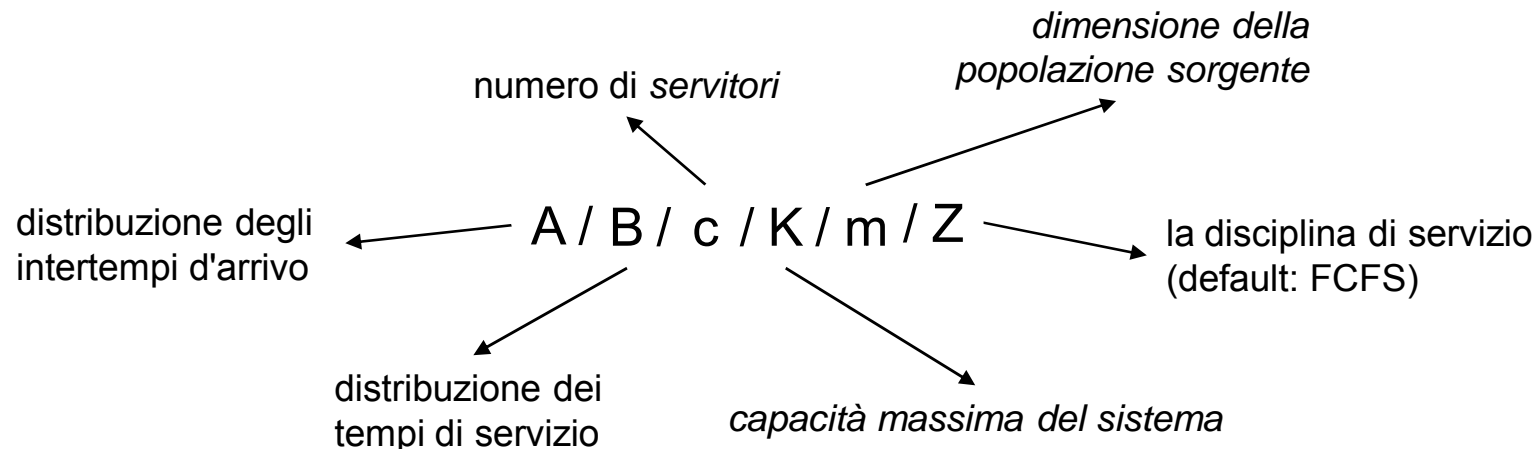 dimensione della
popolazione sorgente
numero di servitori
distribuzione degli
intertempi d'arrivo
A / B / c / K / m / Z
la disciplina di servizio
(default: FCFS)
distribuzione dei
tempi di servizio
capacità massima del sistema